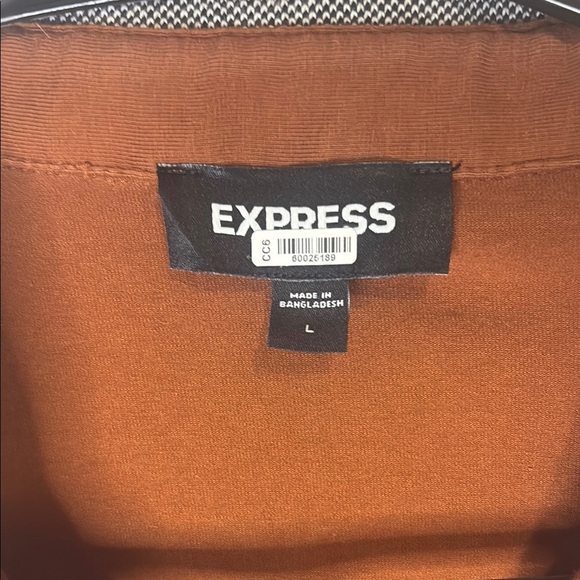 EXPRESS
CC6
60026189
MADE IN
BANGLADESH
L